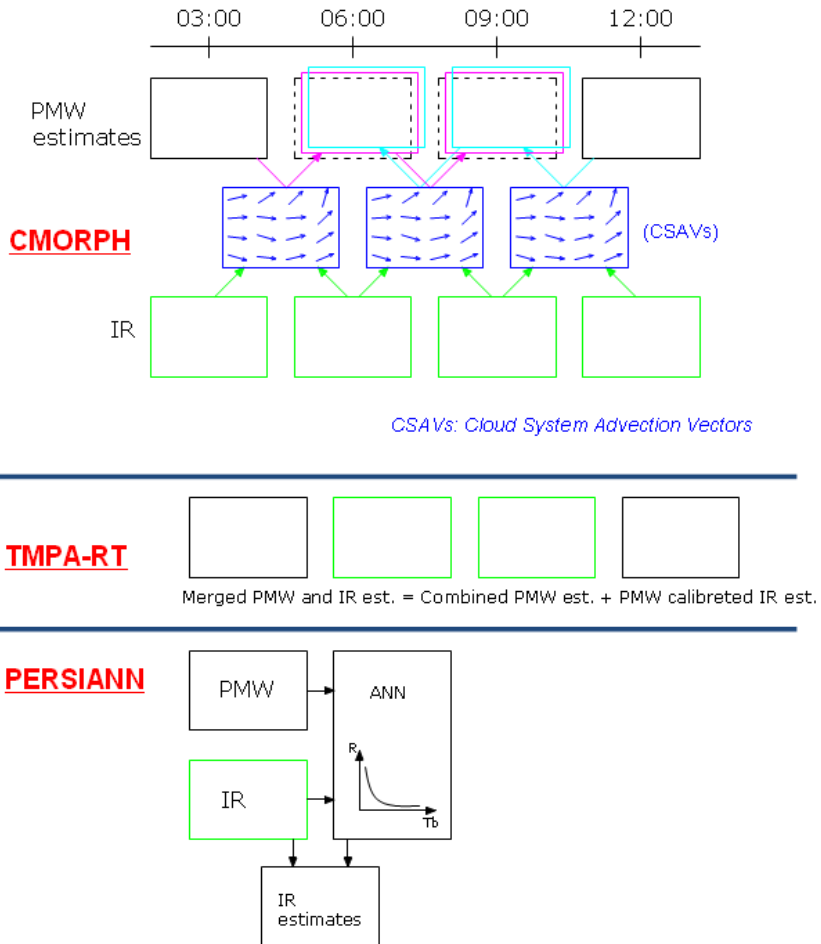 03:00 06:00 09:00 12:00
PMW
estimates
CMORPH
(CSAVs)
IR
CSAVs: Cloud System Advection Vectors
TMPA-RT
Merged PMW and IR est. = Combined PMW est. + PMW calibreted IR est.
PERSIANN
PMW
ANN
R
IR
Tb
IR
estimates